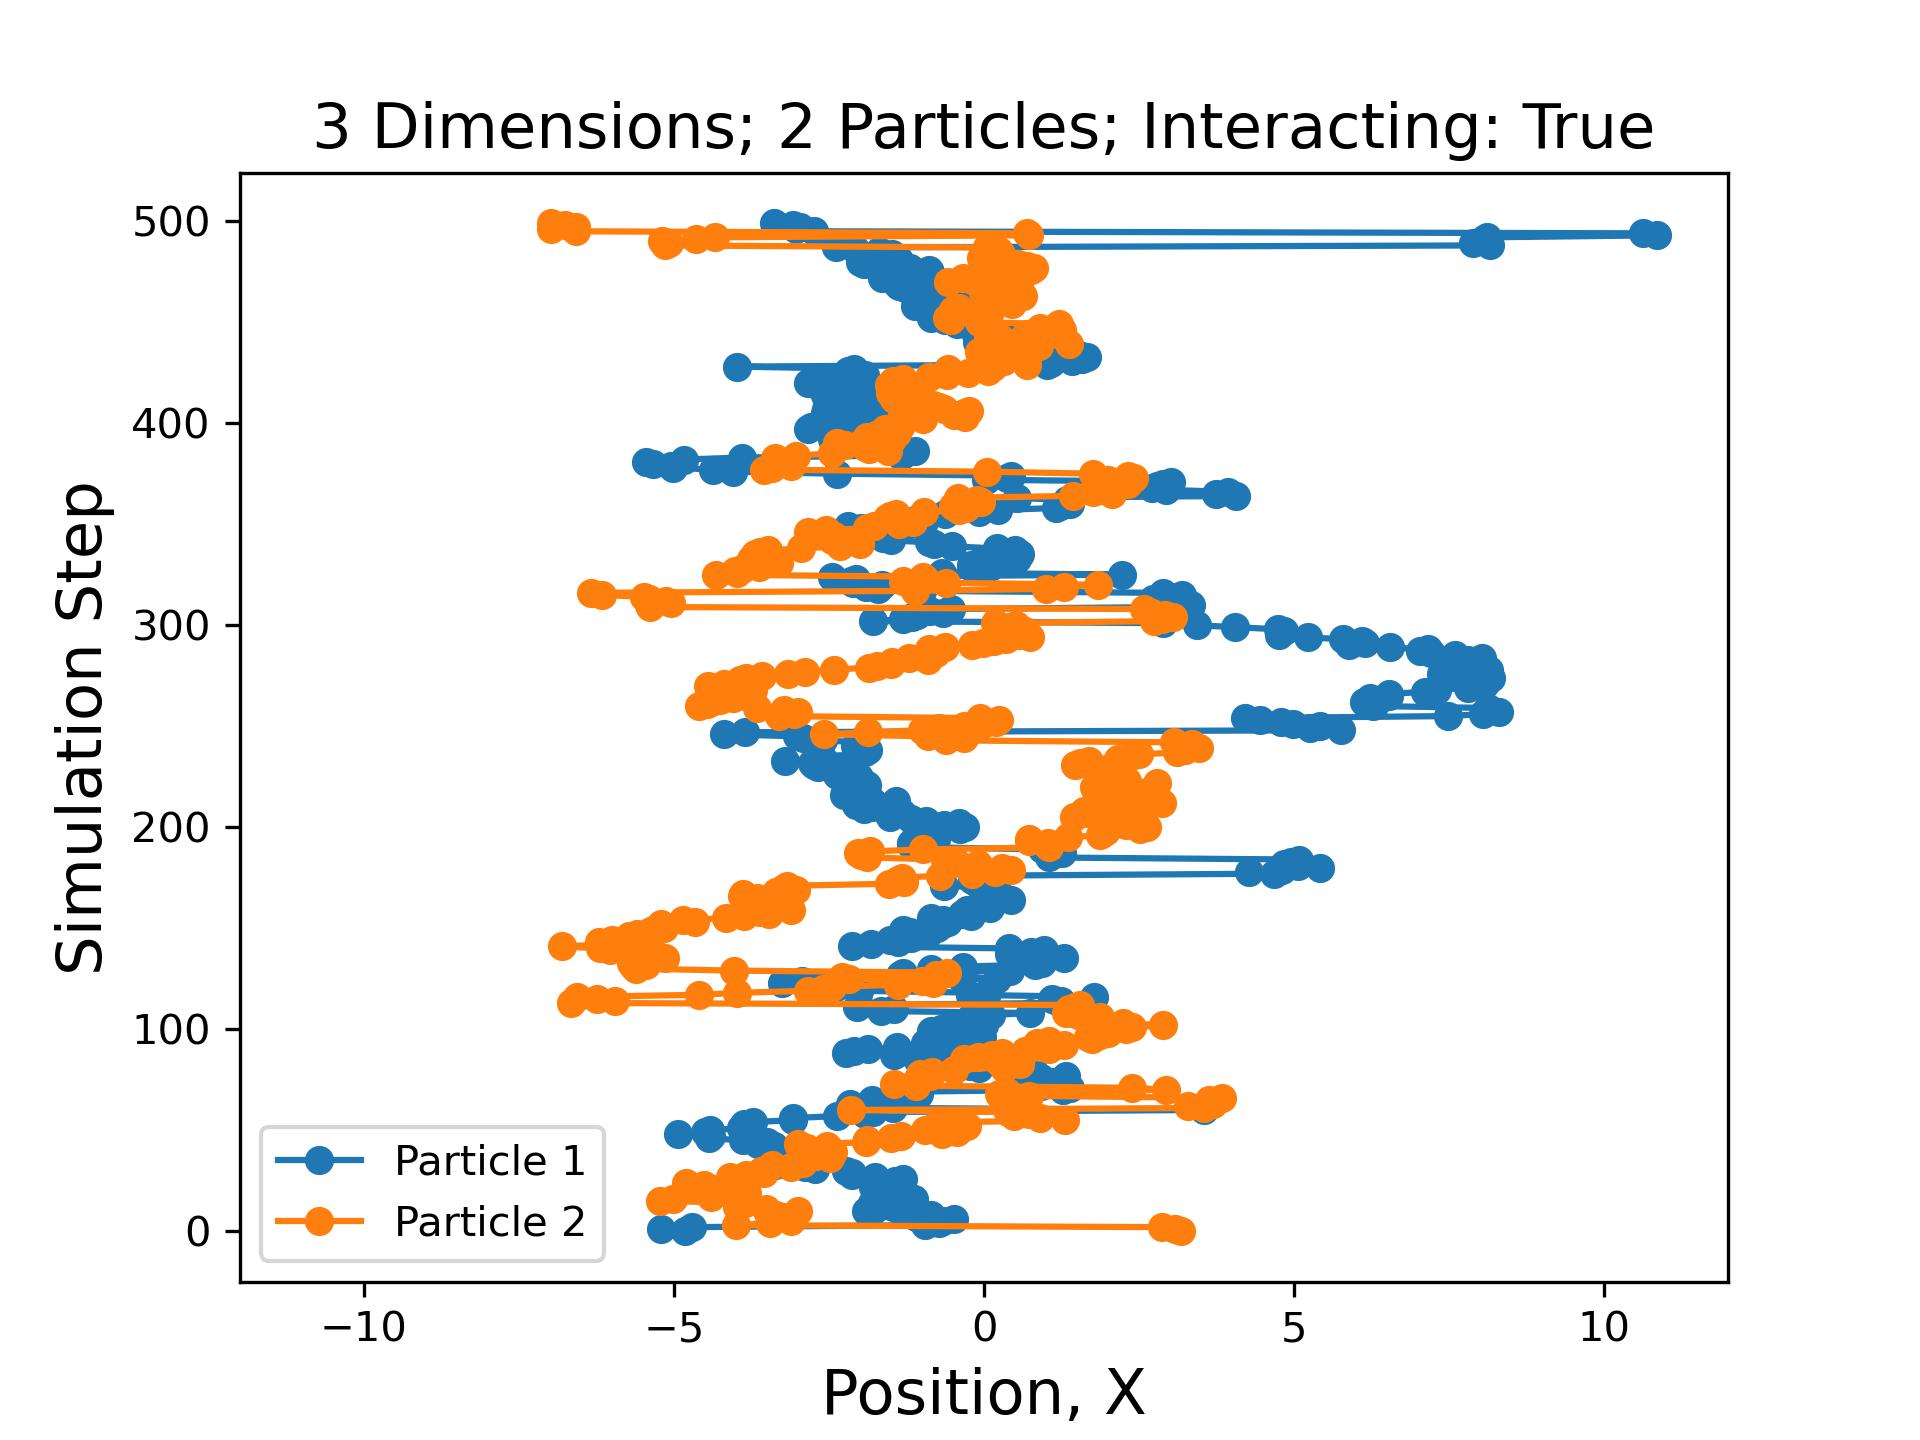 3 Dimensions; 2 Particles; Interacting: True
Simulation Step
500
400
300
200
100
0
Particle 1
Particle 2
−10
−5
0
5
10
Position, X